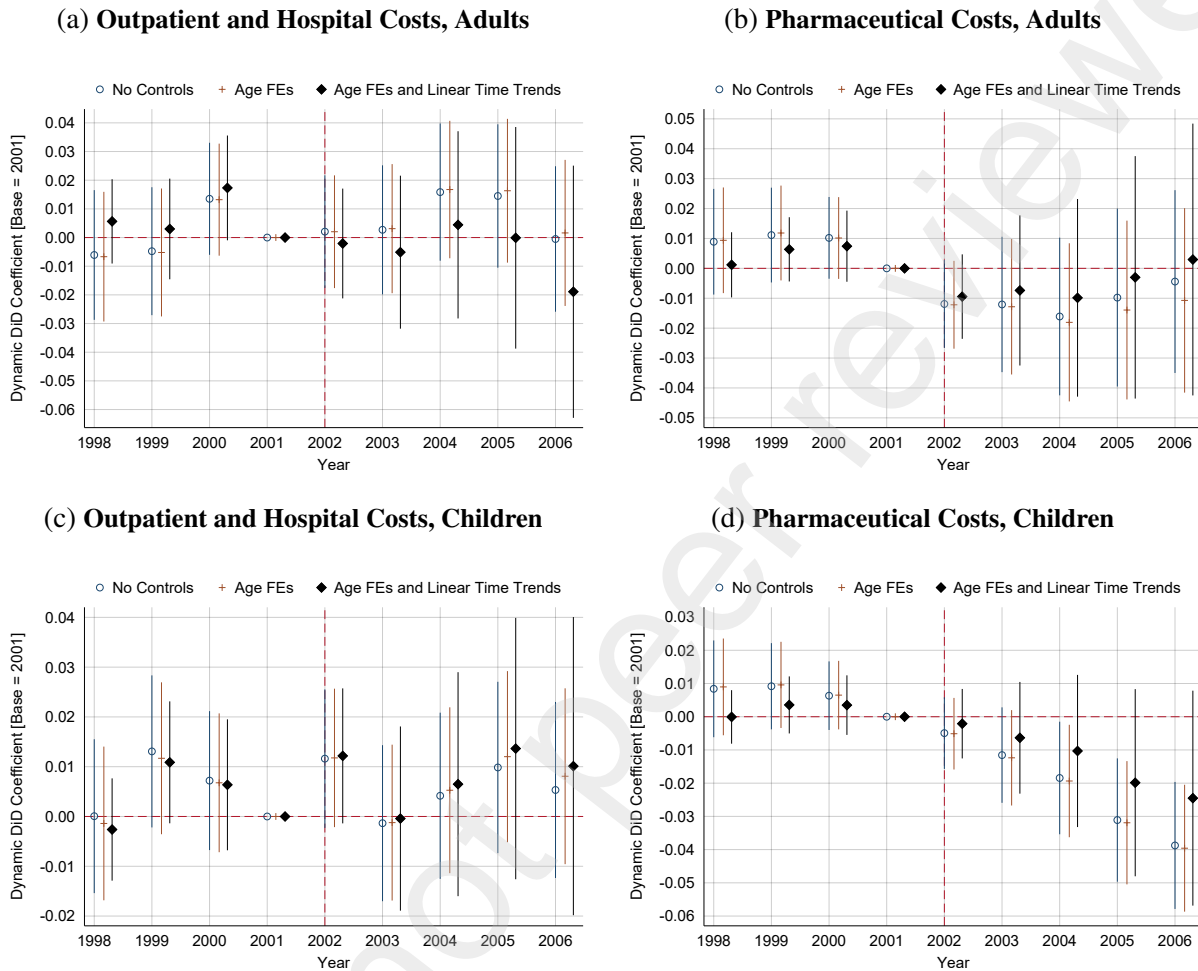 (a) Outpatient and Hospital Costs, Adults
No Controls Age FEs Age FEs and Linear Time Trends
Dynamic DiD Coefficient [Base = 2001]
0.04
0.03
0.02
0.01
0.00
-0.01
-0.02
-0.03
-0.04
-0.05
-0.06
1998 1999 2000 2001 2002 2003 2004 2005 2006
Year
(b) Pharmaceutical Costs, Adults
No Controls Age FEs Age FEs and Linear Time Trends
Dynamic DiD Coefficient [Base = 2001]
0.05
0.04
0.03
0.02
0.01
0.00
-0.01
-0.02
-0.03
-0.04
-0.05
1998 1999 2000 2001 2002 2003 2004 2005 2006
Year
(c) Outpatient and Hospital Costs, Children
No Controls Age FEs Age FEs and Linear Time Trends
Dynamic DiD Coefficient [Base = 2001]
0.04
0.03
0.02
0.01
0.00
-0.01
-0.02
1998 1999 2000 2001 2002 2003 2004 2005 2006
Year
(d) Pharmaceutical Costs, Children
No Controls Age FEs Age FEs and Linear Time Trends
Dynamic DiD Coefficient [Base = 2001]
0.03
0.02
0.01
0.00
-0.01
-0.02
-0.03
-0.04
-0.05
-0.06
1998 1999 2000 2001 2002 2003 2004 2005 2006
Year
not peer reviewe